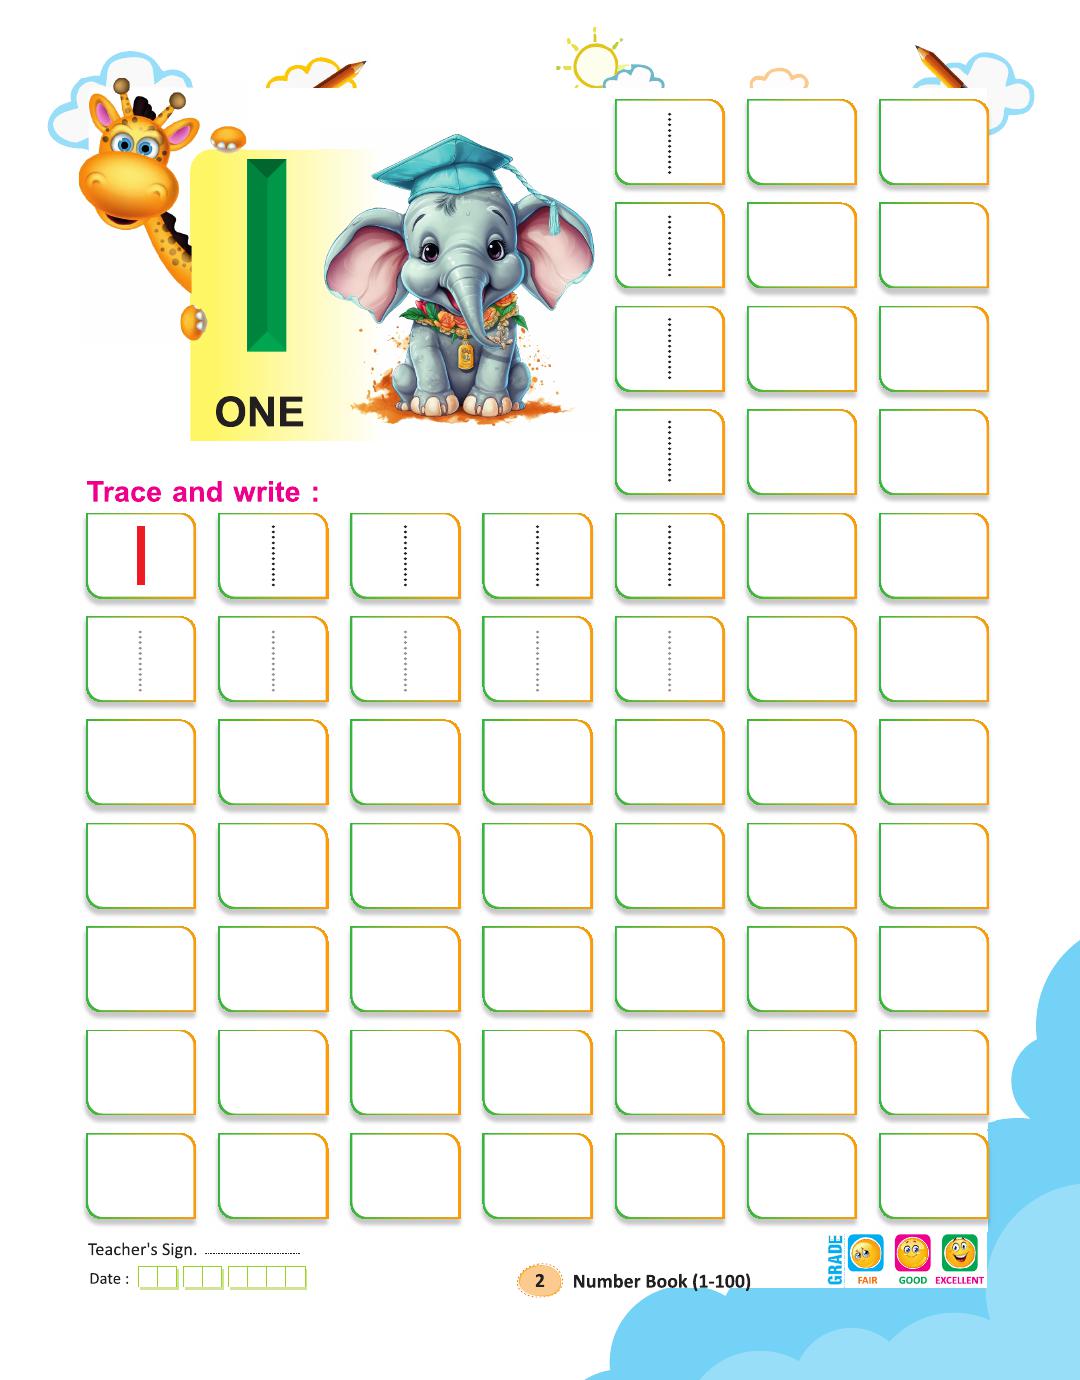 1
ONE
Trace and write :
1
Teacher's Sign. ........................
Date :
2
Number Book (1-100)
GRADE
FAIR
GOOD
EXCELLENT